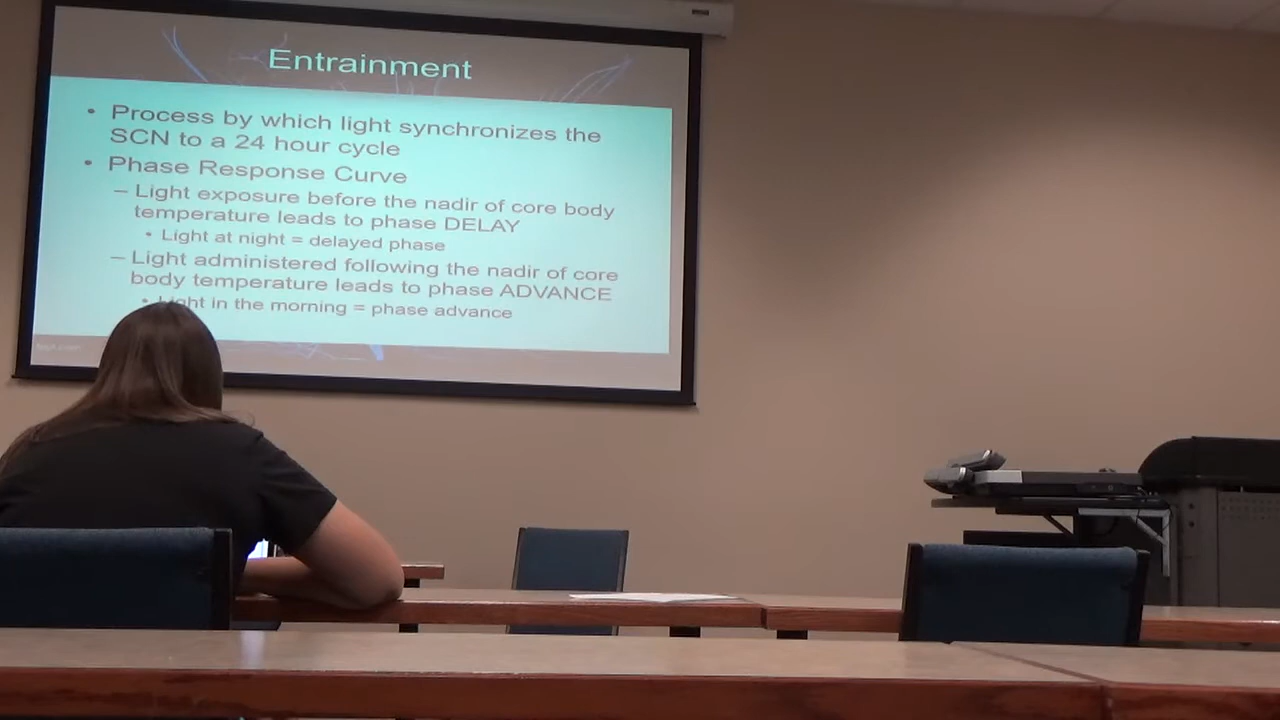 Entrainment
• Process by which light synchronizes the
SCN to a 24 hour cycle
• Phase Response Curve
– Light exposure before the nadir of core body
temperature leads to phase DELAY
• Light at night = delayed phase
– Light administered following the nadir of core
body temperature leads to phase ADVANCE
• Light in the morning = phase advance